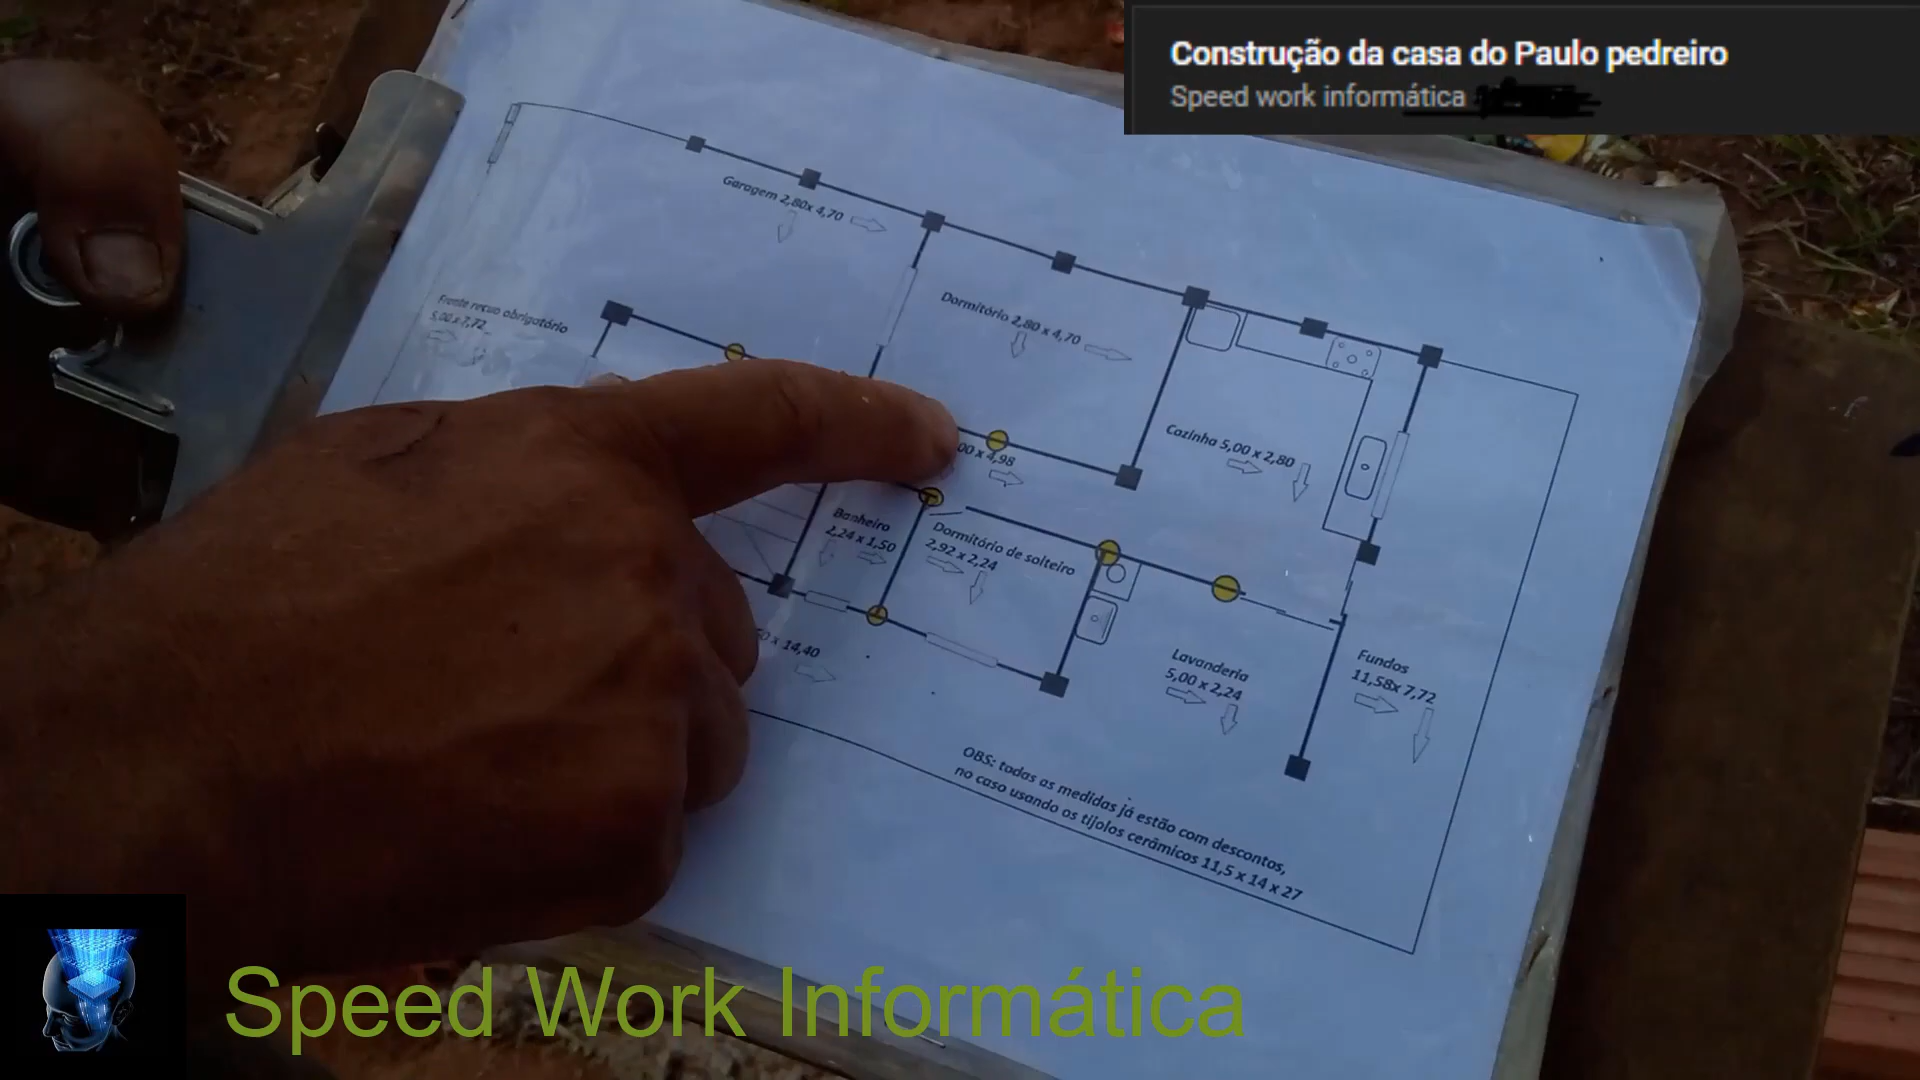 Construção da casa do Paulo pedreiro
Speed work informática
Garagem 2,80x 4,70
Frente recuo obrigatório
5,00 x 7,72
Dormitório 2,80 x 4,70
Cozinha 5,00 x 2,80
00 x 4,98
Banheiro
2,24 x 1,50
Dormitório de solteiro
2,92 x 2,24
x 14,40
Lavanderia
5,00 x 2,24
Fundos
11,58x 7,72
OBS: todas as medidas já estão com descontos,
no caso usando os tijolos cerâmicos 11,5 x 14 x 27
Speed Work Informática